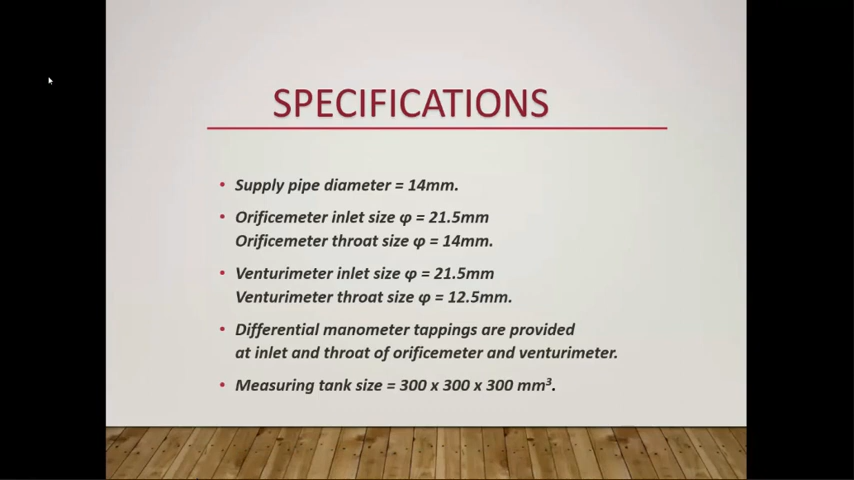 SPECIFICATIONS
• Supply pipe diameter = 14mm.
• Orificemeter inlet size φ = 21.5mm
Orificemeter throat size φ = 14mm.
• Venturimeter inlet size φ = 21.5mm
Venturimeter throat size φ = 12.5mm.
• Differential manometer tappings are provided
at inlet and throat of orificemeter and venturimeter.
• Measuring tank size = 300 x 300 x 300 mm³.